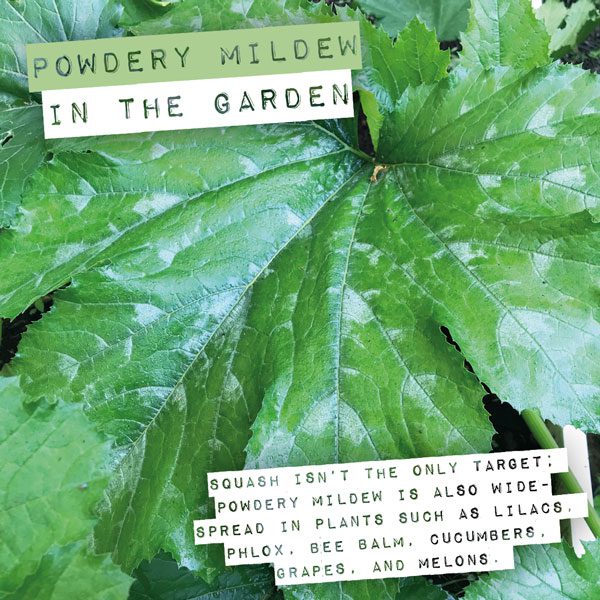 POWDERY MILDEW
IN THE GARDEN
SQUASH ISN'T THE ONLY TARGET;
POWDERY MILDEW IS ALSO WIDE-
SPREAD IN PLANTS SUCH AS LILACS,
PHLOX, BEE BALM, CUCUMBERS,
GRAPES, AND MELONS.